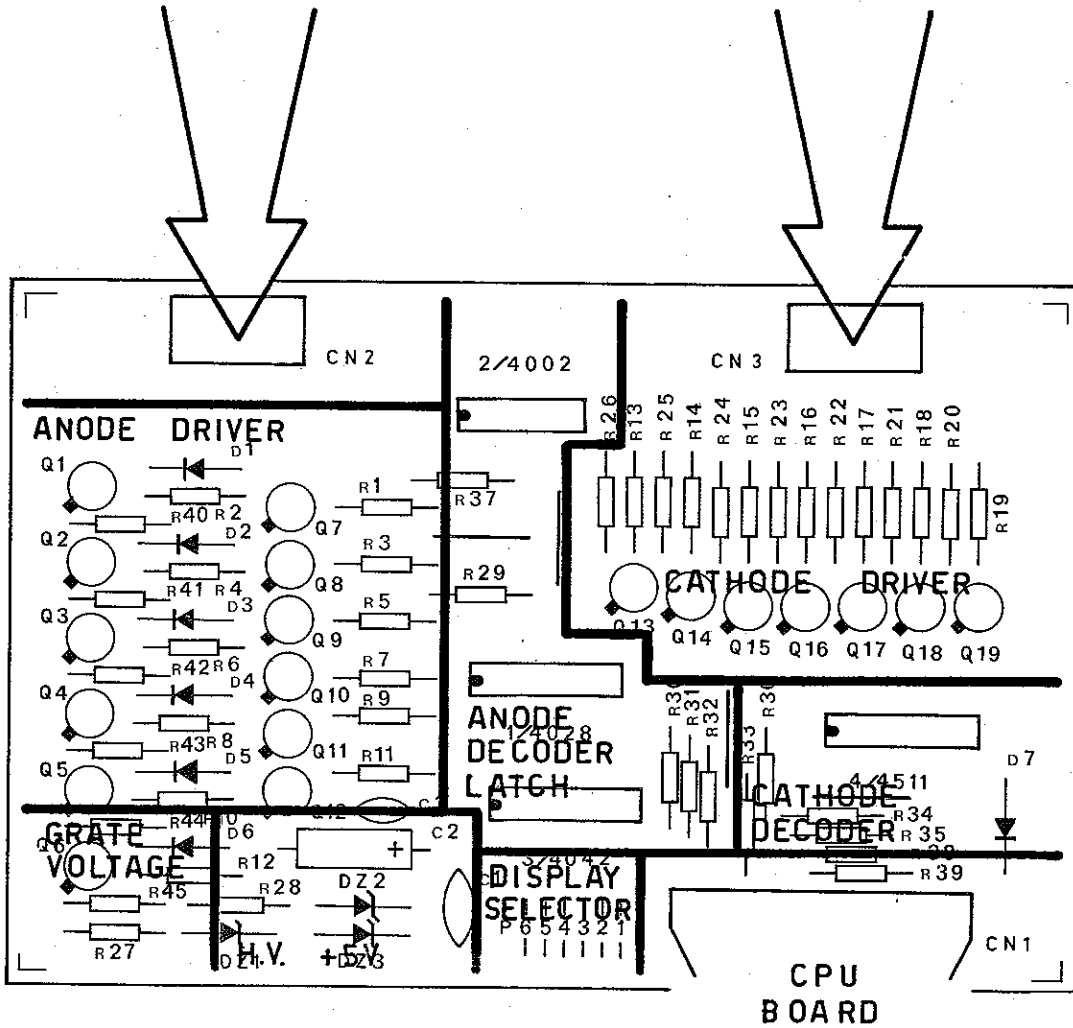 CN2
CN3
2/4002
R26
R13
R25
R14
R24
R15
R23
R16
R22
R17
R21
R18
R20
R19
ANODE DRIVER
D1
Q1
R40 R2
Q7
R1
R37
Q2
D2
R41 R4
Q8
R3
R29
Q3
D3
R42 R6
Q9
R5
CATHODE DRIVER
Q13
Q14
Q15
Q16
Q17
Q18
Q19
Q4
D4
R43 R8
Q10
R7
R9
Q5
D5
R44
Q11
R11
Q12
ANODE
1/4028
DECODER
LATCH
R31
R32
R33
CATHODE
4/4511
DECODER
R34
R35
R39
D7
GRATE
VOLTAGE
Q6
D6
R12
R45
R28
R27
C2
DZ2
DZ1
H.V.
+5V
DZ3
3/4042
DISPLAY
SELECTOR
P 6 5 4 3 2 1
CN1
CPU
BOARD